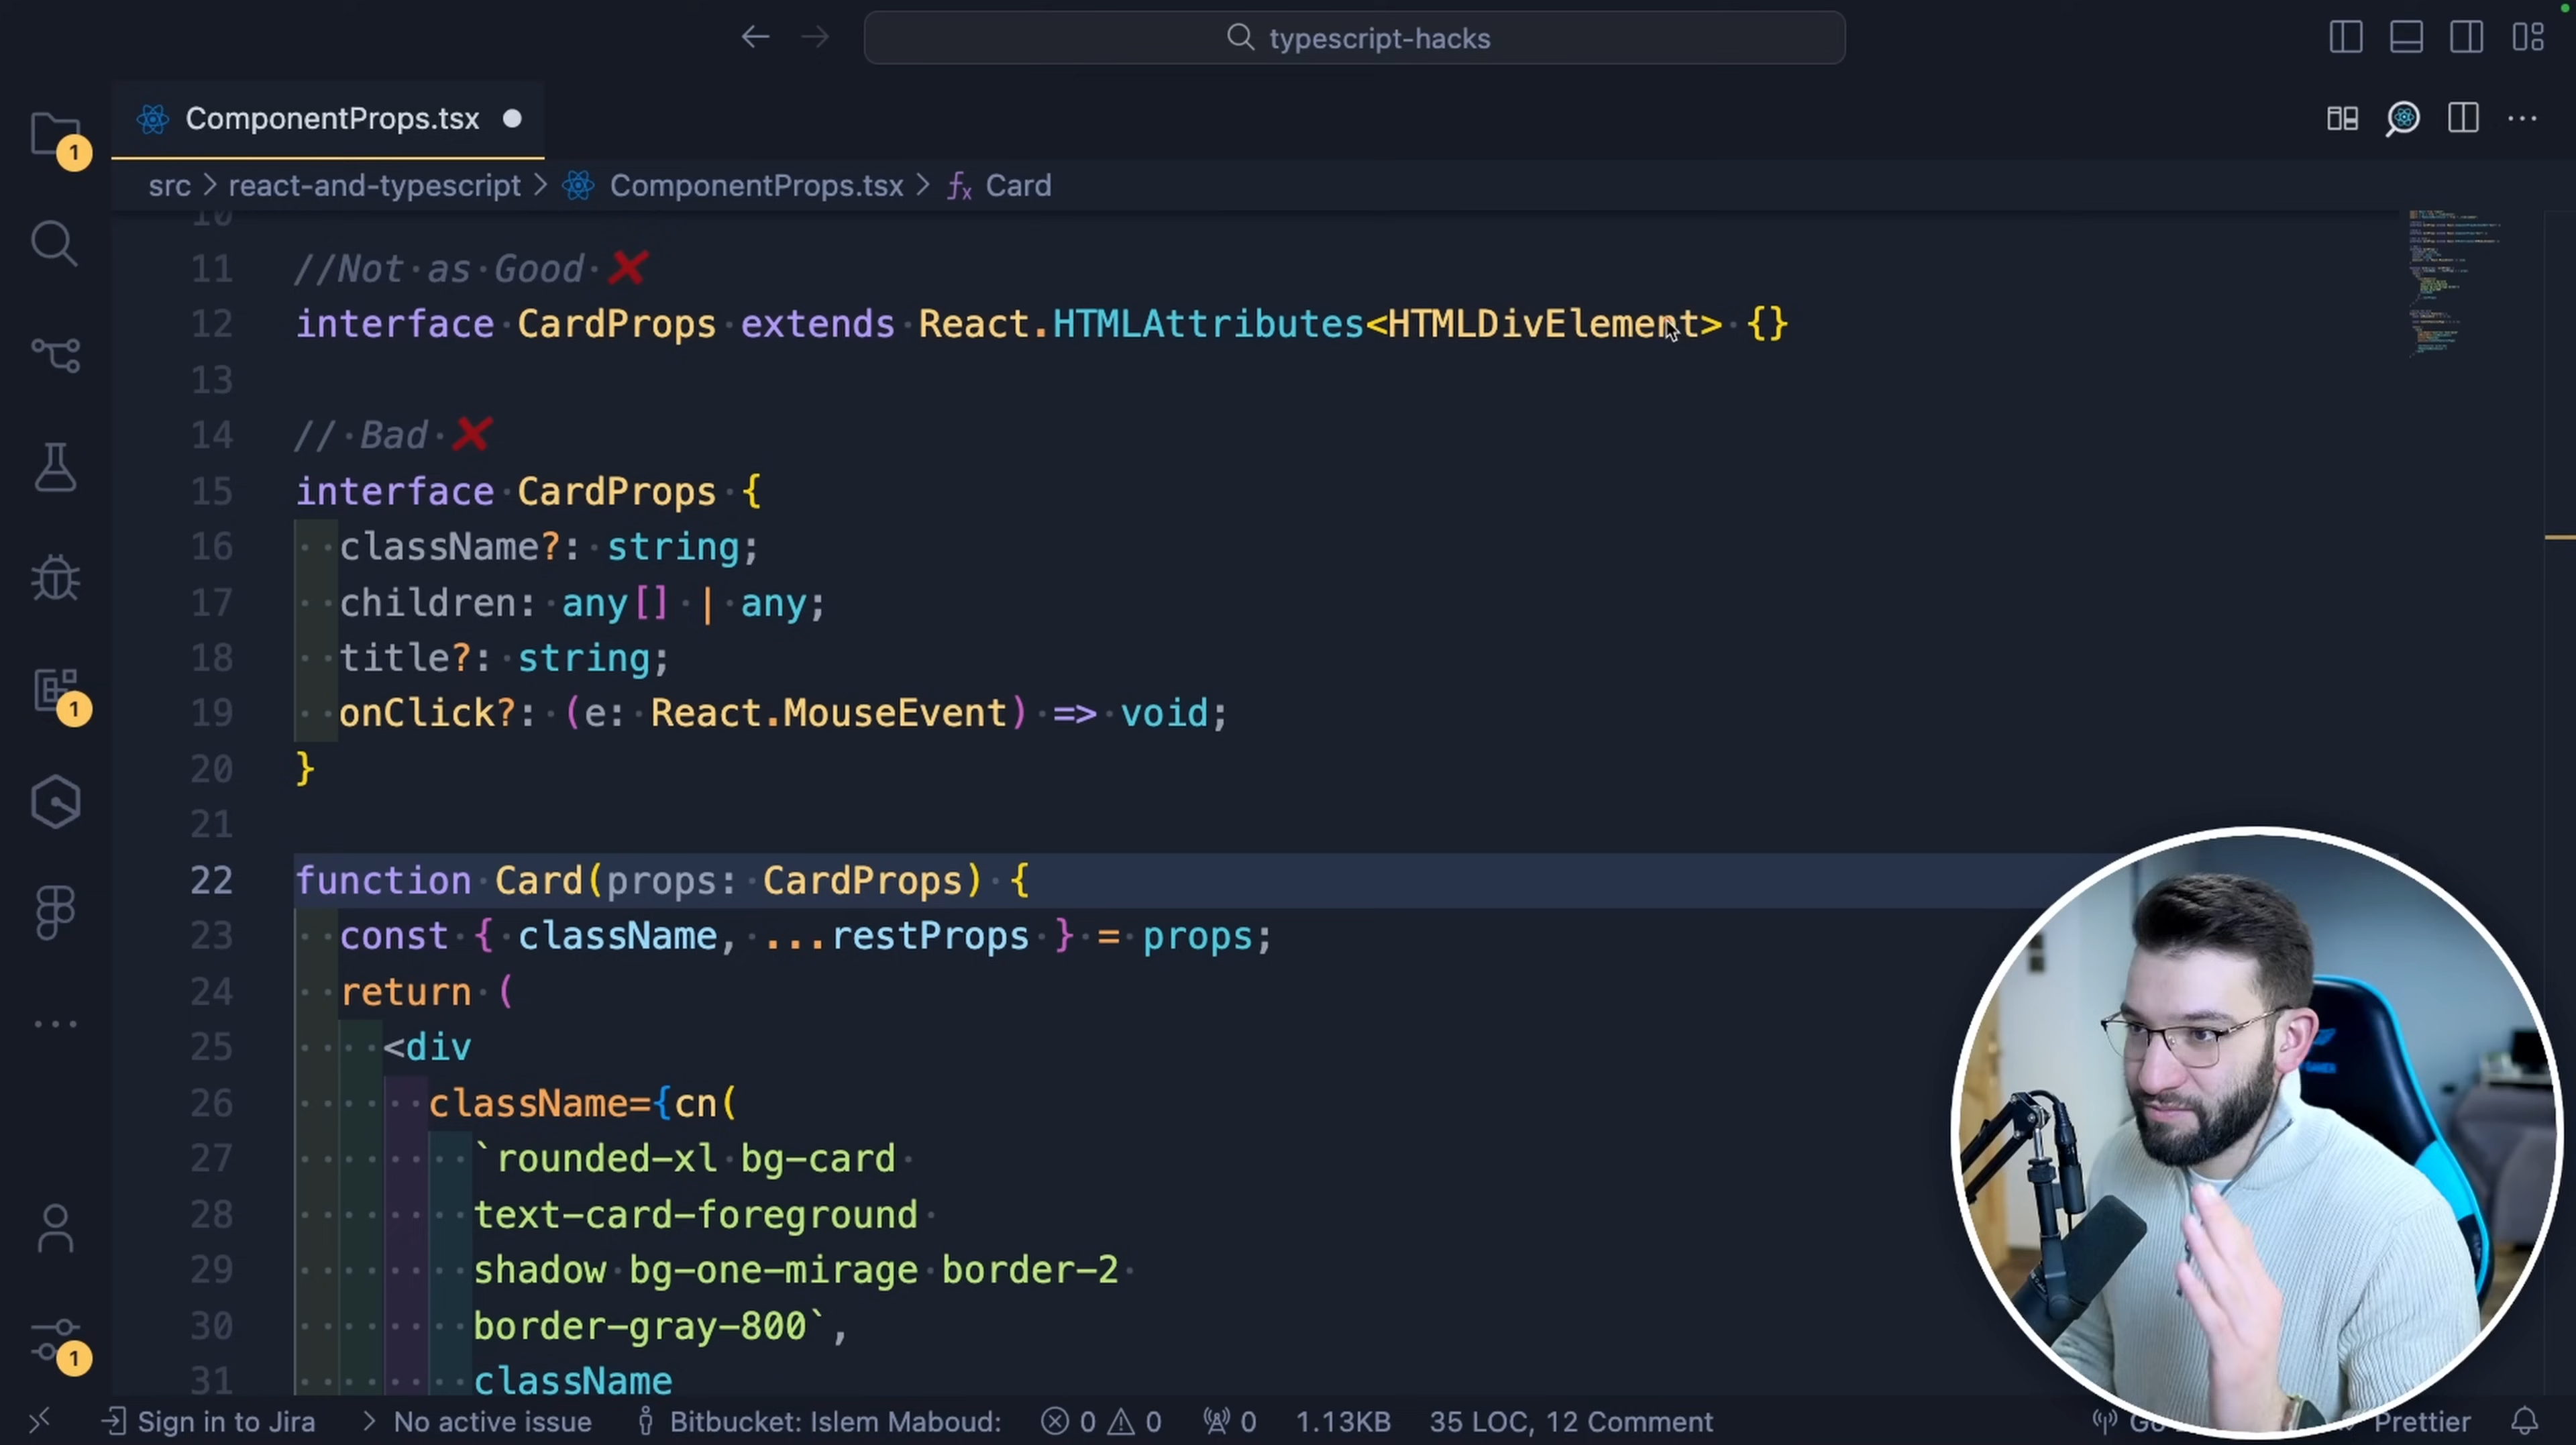 typescript-hacks
ComponentProps.tsx
src > react-and-typescript > ComponentProps.tsx > Card
10
11 //Not as Good ❌
12 interface CardProps extends React.HTMLAttributes<HTMLDivElement> {}
13
14 // Bad ❌
15 interface CardProps {
16 className?: string;
17 children: any[] | any;
18 title?: string;
19 onClick?: (e: React.MouseEvent) => void;
20 }
21
22 function Card(props: CardProps) {
23 const { className, ...restProps } = props;
24 return (
25 <div
26 className={cn(
27 `rounded-xl bg-card
28 text-card-foreground
29 shadow bg-one-mirage border-2
30 border-gray-800`,
31 className
1
1
1
Sign in to Jira > No active issue Bitbucket: Islem Maboud: 0 0 0 1.13KB 35 LOC, 12 Comment Prettier